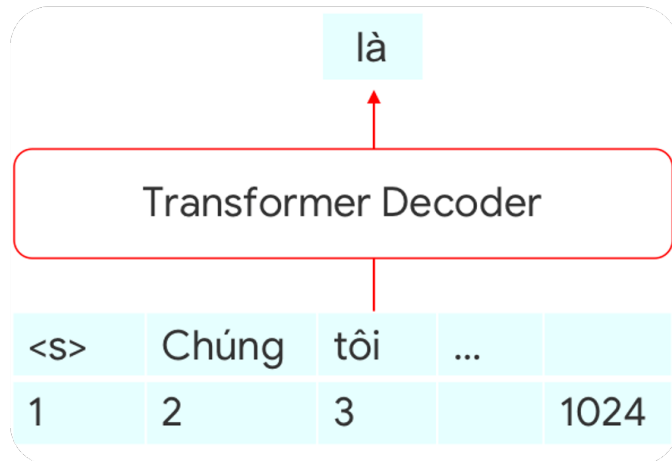 là
Transformer Decoder
<s> Chúng tôi ...
1 2 3 1024